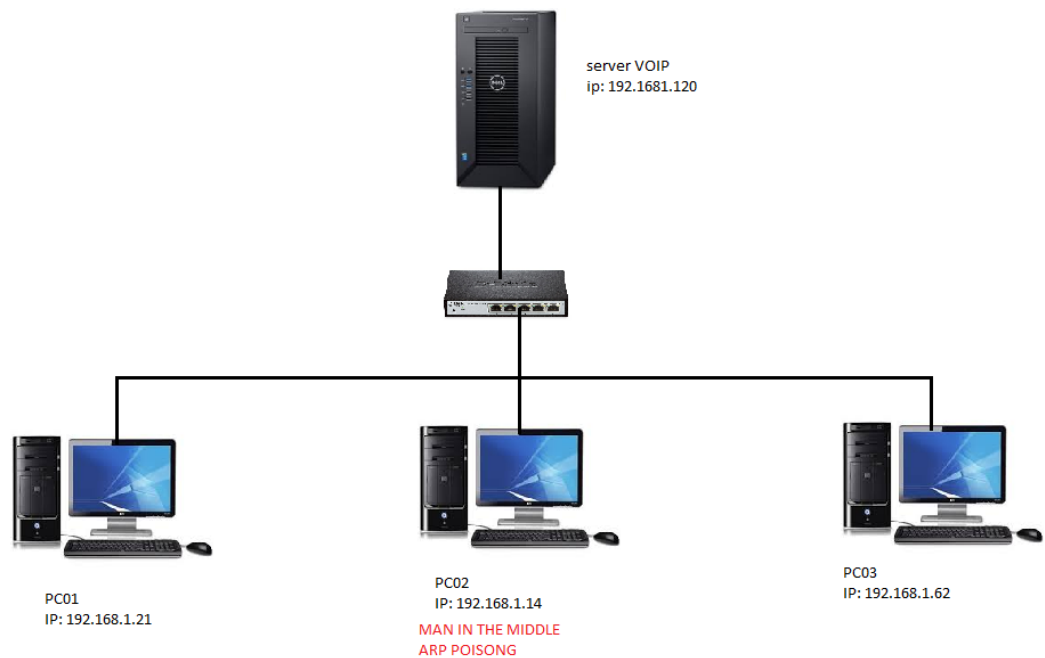 server VOIP
ip: 192.1681.120
PC01
IP: 192.168.1.21
PC02
IP: 192.168.1.14
MAN IN THE MIDDLE
ARP POISONG
PC03
IP: 192.168.1.62